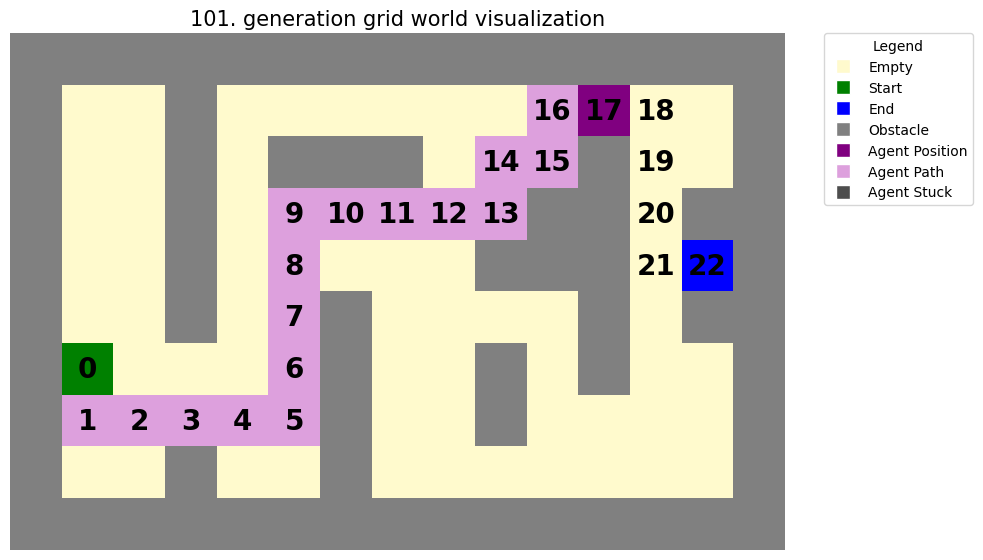 101. generation grid world visualization
Legend
Empty
Start
End
Obstacle
Agent Position
Agent Path
Agent Stuck
16 17 18
14 15 19
9 10 11 12 13 20
8 21 22
7
0 6
1 2 3 4 5